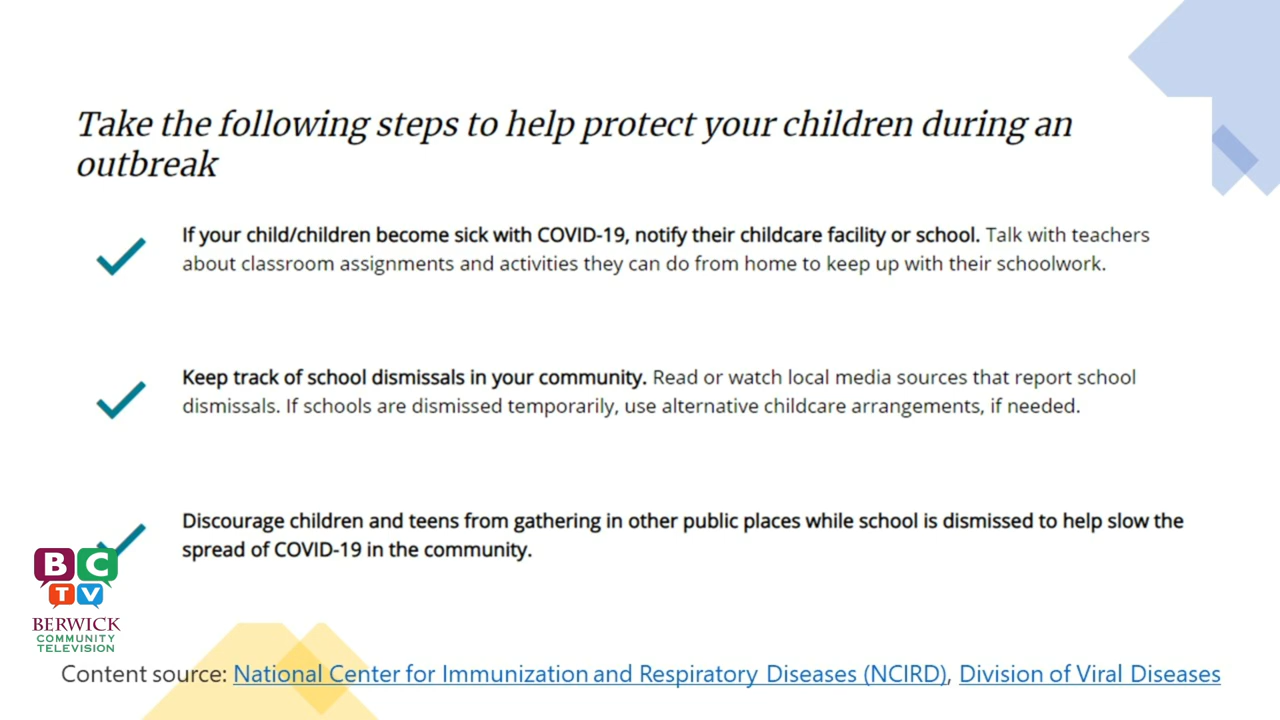 Take the following steps to help protect your children during an
outbreak
If your child/children become sick with COVID-19, notify their childcare facility or school. Talk with teachers
about classroom assignments and activities they can do from home to keep up with their schoolwork.
Keep track of school dismissals in your community. Read or watch local media sources that report school
dismissals. If schools are dismissed temporarily, use alternative childcare arrangements, if needed.
Discourage children and teens from gathering in other public places while school is dismissed to help slow the
spread of COVID-19 in the community.
BC
TV
BERWICK
COMMUNITY
TELEVISION
Content source: National Center for Immunization and Respiratory Diseases (NCIRD), Division of Viral Diseases